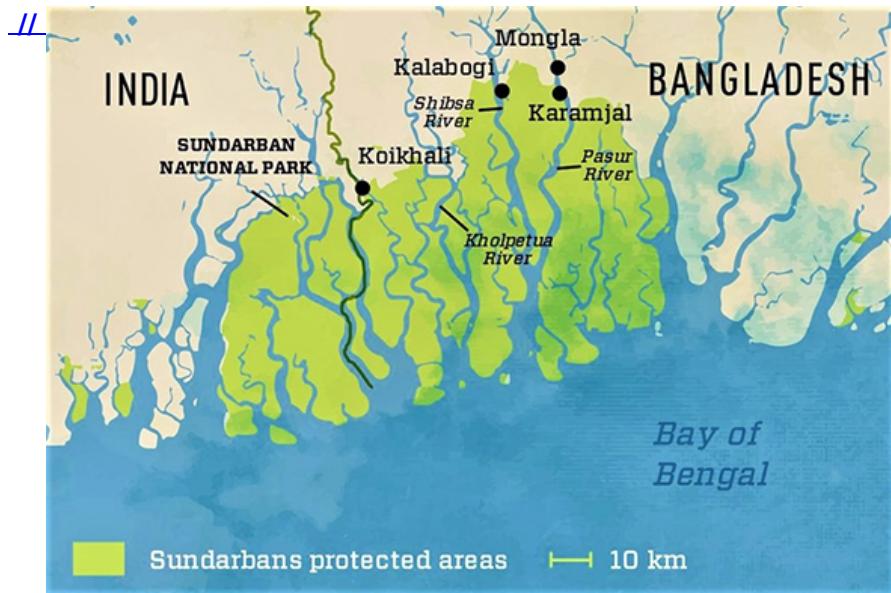 //
Mongla
Kalabogi
INDIA
BANGLADESH
Shibsa
River
Karamjal
SUNDARBAN
NATIONAL PARK
Koikhali
Pasur
River
Kholpetua
River
Bay of
Bengal
Sundarbans protected areas
10 km